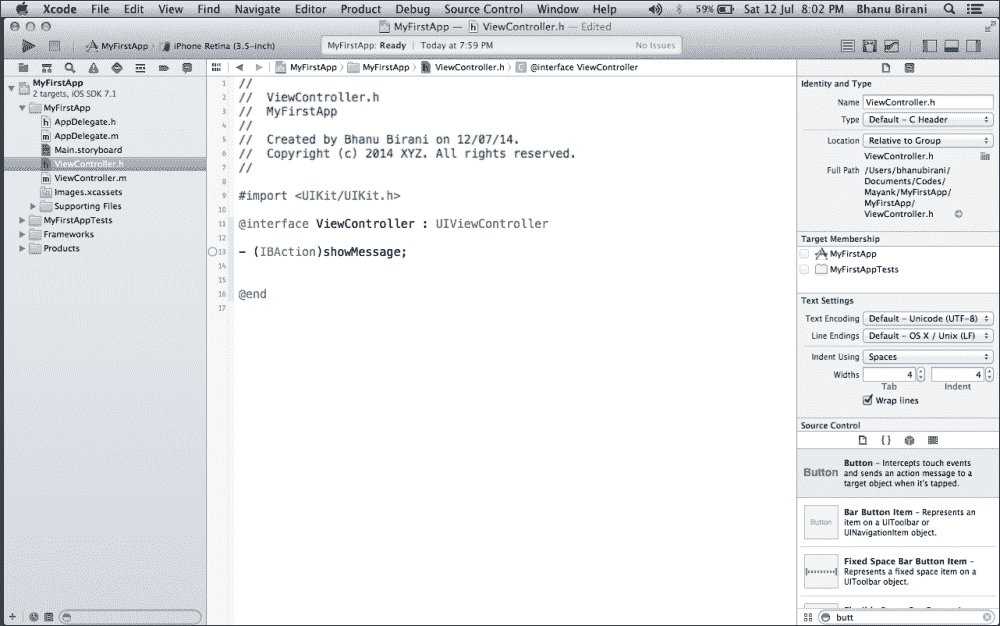 Xcode File Edit View Find Navigate Editor Product Debug Source Control Window Help 59% Sat 12 Jul 8:02 PM Bhanu Birani
MyFirstApp — ViewController.h — Edited
MyFirstApp 〉 iPhone Retina (3.5-inch)
MyFirstApp: Ready | Today at 7:59 PM
No Issues
MyFirstApp 〉 MyFirstApp 〉 ViewController.h 〉 @interface ViewController
MyFirstApp
2 targets, iOS SDK 7.1
MyFirstApp
AppDelegate.h
AppDelegate.m
Main.storyboard
ViewController.h
ViewController.m
Images.xcassets
Supporting Files
MyFirstAppTests
Frameworks
Products
1 //
2 // ViewController.h
3 // MyFirstApp
4 //
5 // Created by Bhanu Birani on 12/07/14.
6 // Copyright (c) 2014 XYZ. All rights reserved.
7 //
8
9 #import <UIKit/UIKit.h>
10
11 @interface ViewController : UIViewController
12
13 - (IBAction)showMessage;
14
15
16 @end
17
Identity and Type
Name ViewController.h
Type Default - C Header
Location Relative to Group
ViewController.h
Full Path /Users/bhanubirani/
Documents/Codes/
Mayank/MyFirstApp/
MyFirstApp/
ViewController.h
Target Membership
MyFirstApp
MyFirstAppTests
Text Settings
Text Encoding Default - Unicode (UTF-8)
Line Endings Default - OS X / Unix (LF)
Indent Using Spaces
Widths 4 4
Tab Indent
Wrap lines
Source Control
{ }
Button
Button - Intercepts touch events
and sends an action message to a
target object when it's tapped.
Button
Bar Button Item - Represents an
item on a UIToolbar or
UINavigationItem object.
Fixed Space Bar Button Item -
Represents a fixed space item on a
UIToolbar object.
butt